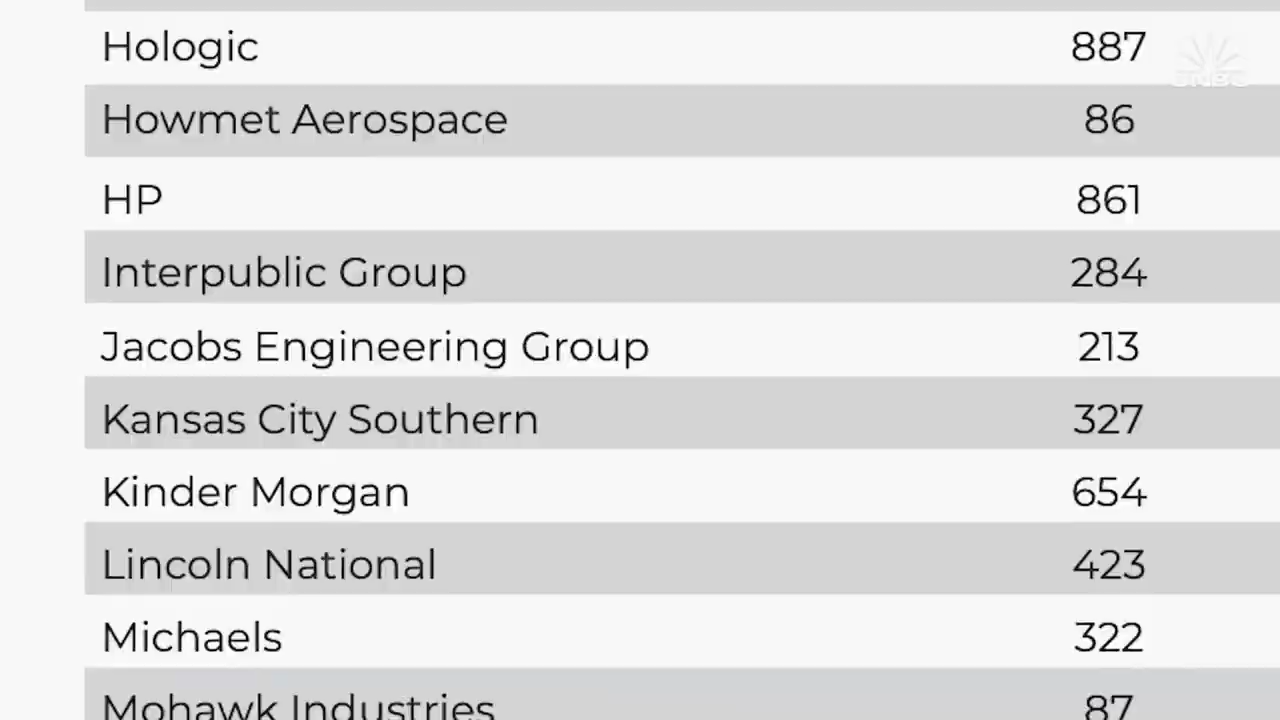 Hologic 887
CNBC
Howmet Aerospace 86
HP 861
Interpublic Group 284
Jacobs Engineering Group 213
Kansas City Southern 327
Kinder Morgan 654
Lincoln National 423
Michaels 322
Mohawk Industries 87